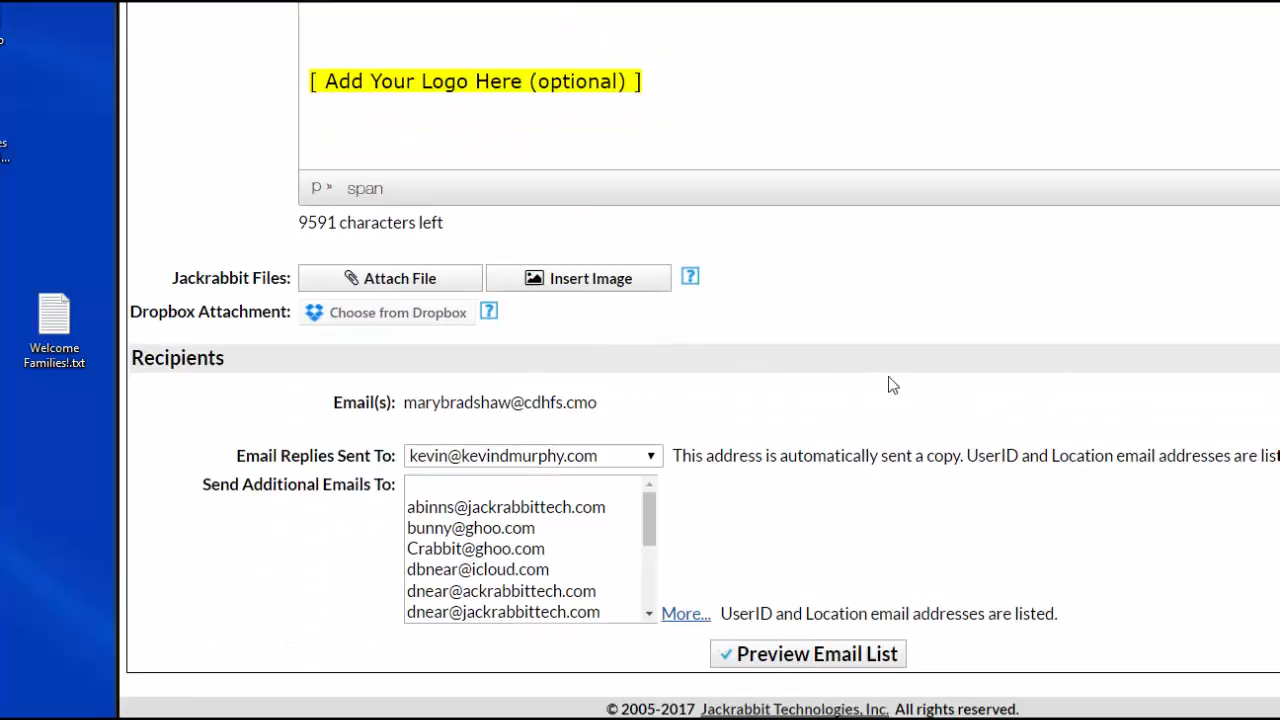 [ Add Your Logo Here (optional) ]
p » span
9591 characters left
Jackrabbit Files: Attach File Insert Image ?
Dropbox Attachment: Choose from Dropbox ?
Welcome
Families!.txt
Recipients
Email(s): marybradshaw@cdhfs.cmo
Email Replies Sent To: kevin@kevindmurphy.com This address is automatically sent a copy. UserID and Location email addresses are
Send Additional Emails To:
abinns@jackrabbittech.com
bunny@ghoo.com
Crabbit@ghoo.com
dbnear@icloud.com
dnear@ackrabbittech.com
dnear@jackrabbittech.com
More... UserID and Location email addresses are listed.
Preview Email List
© 2005-2017 Jackrabbit Technologies, Inc. All rights reserved.